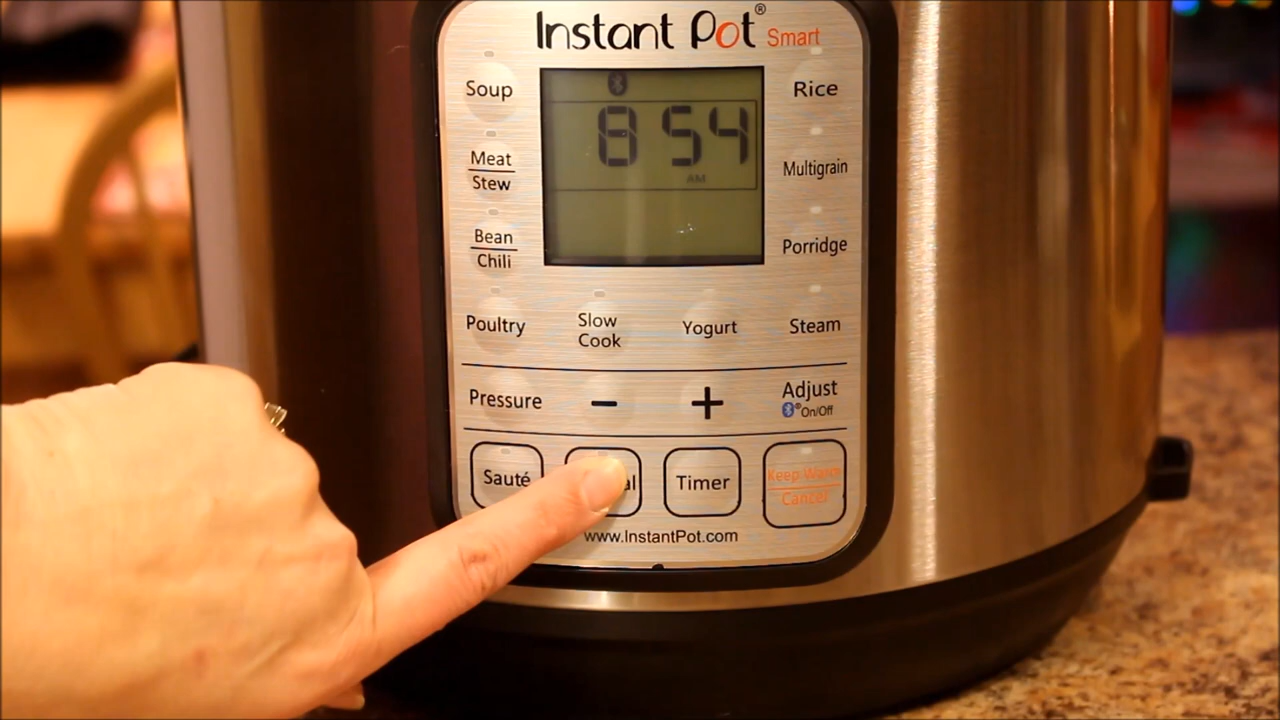 Instant Pot® Smart
Soup
8 54
AM
Rice
Meat
Stew
Multigrain
Bean
Chili
Porridge
Poultry
Slow
Cook
Yogurt
Steam
Pressure
−
+
Adjust
® On/Off
Sauté
Timer
Keep Warm
Cancel
www.InstantPot.com